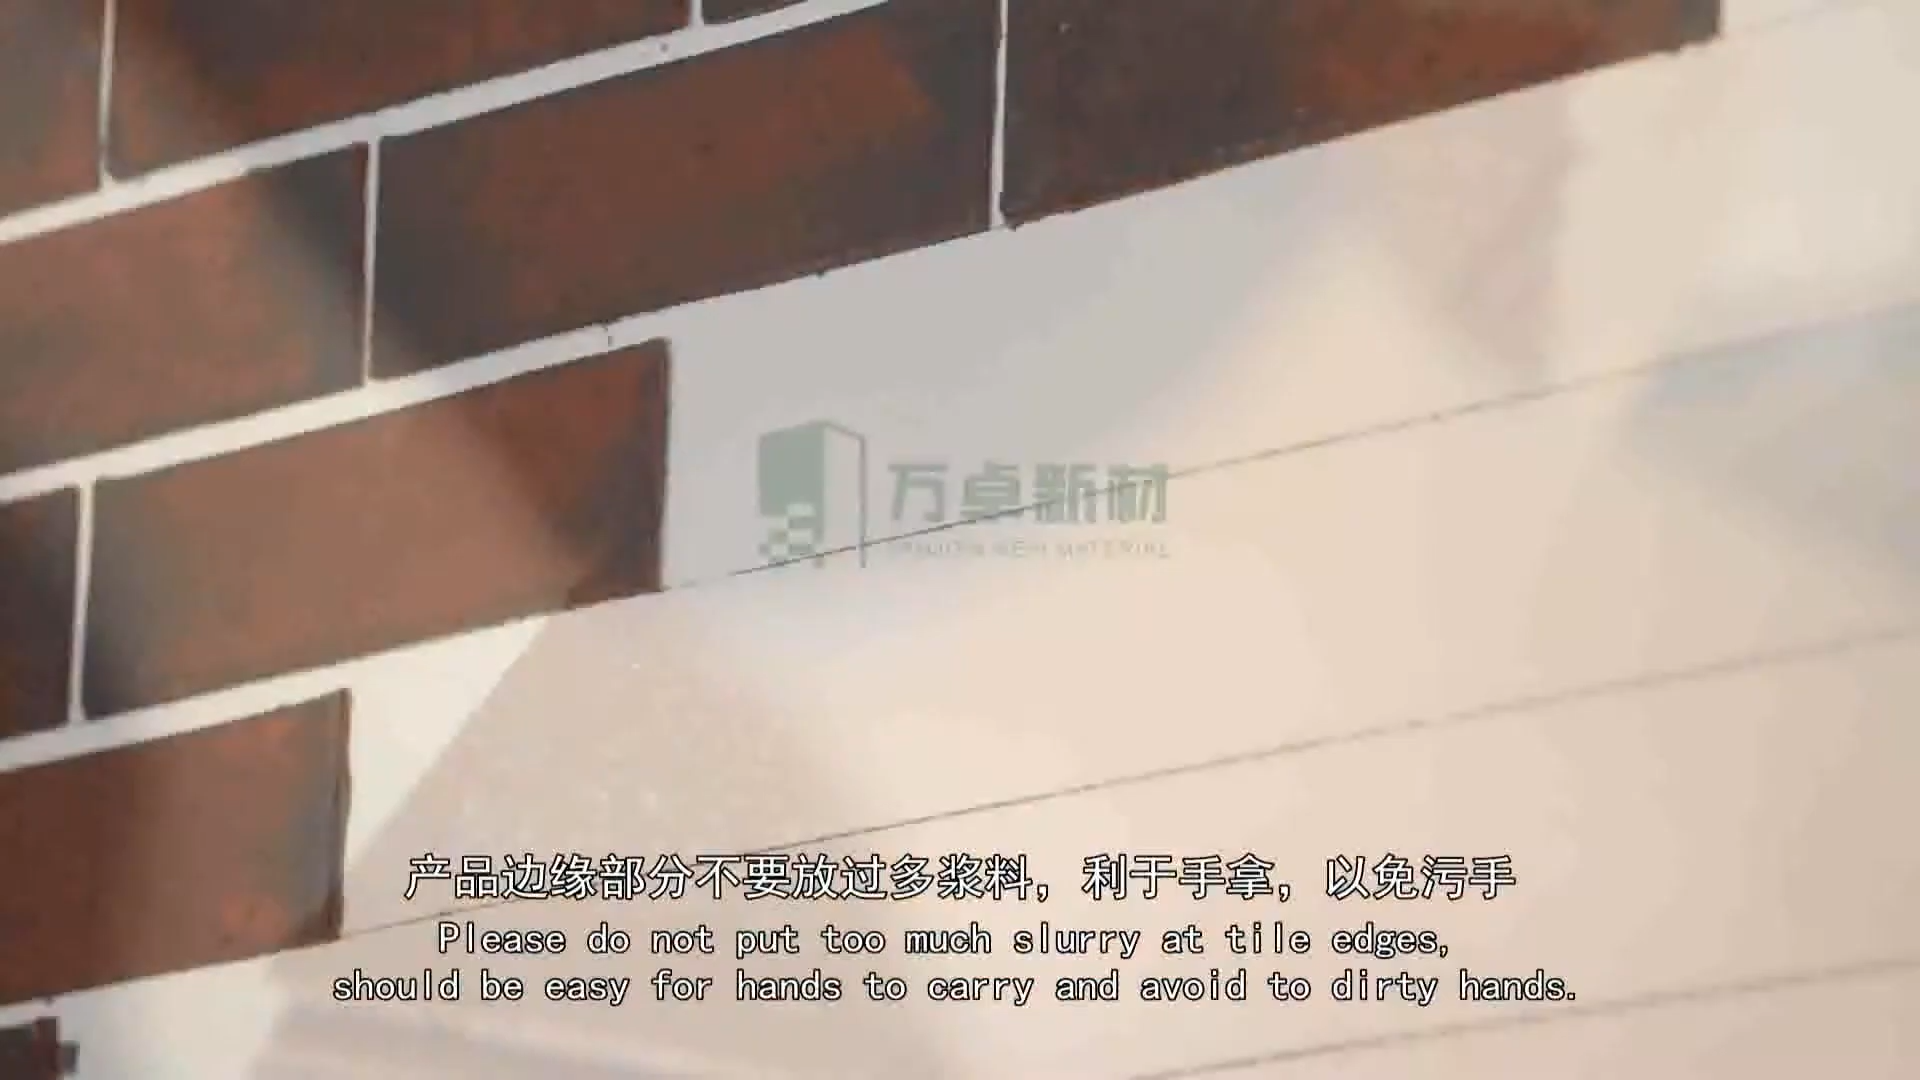 万卓新材
产品边缘部分不要放过多浆料，利于手拿，以免污手
Please do not put too much slurry at tile edges,
should be easy for hands to carry and avoid to dirty hands.